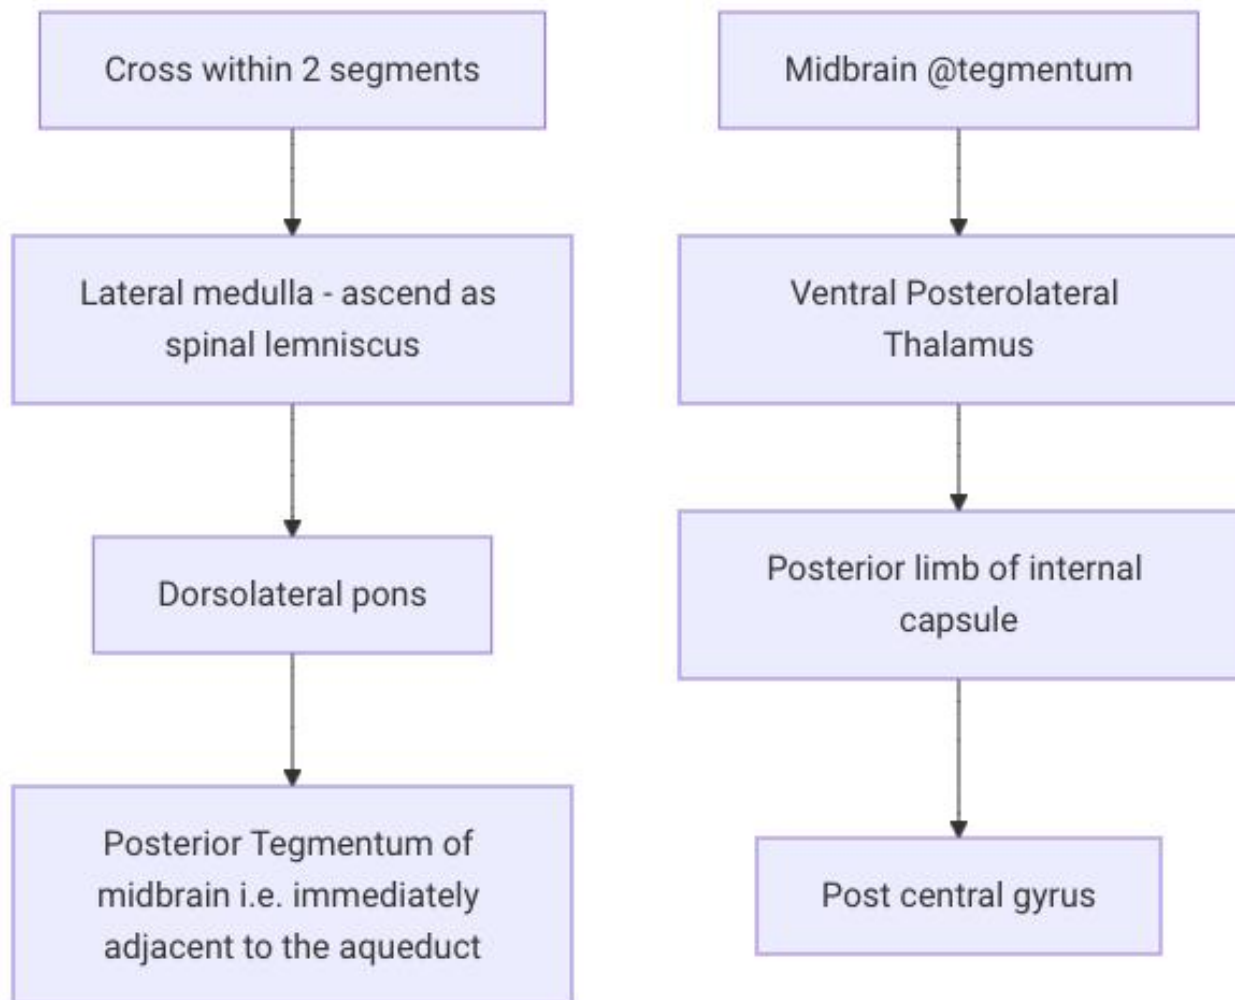 Cross within 2 segments
Lateral medulla - ascend as
spinal lemniscus
Dorsolateral pons
Posterior Tegmentum of
midbrain i.e. immediately
adjacent to the aqueduct
Midbrain @tegmentum
Ventral Posterolateral
Thalamus
Posterior limb of internal
capsule
Post central gyrus